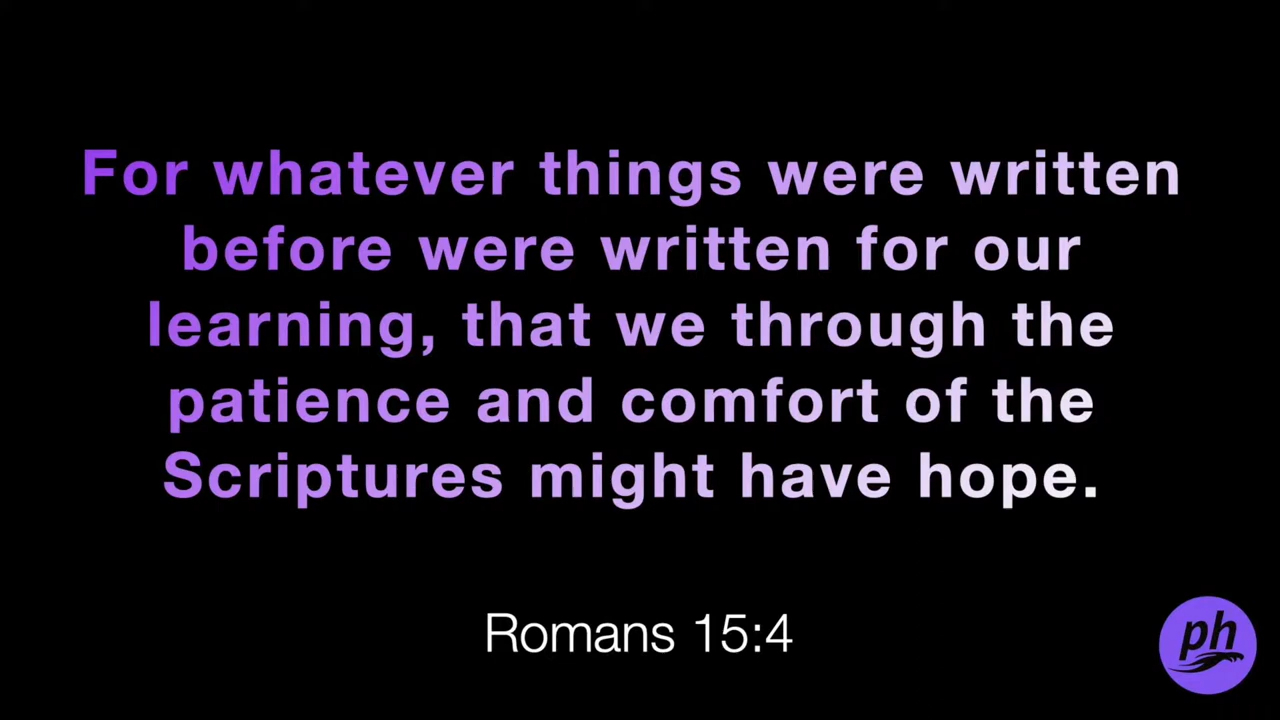 For whatever things were written
before were written for our
learning, that we through the
patience and comfort of the
Scriptures might have hope.
Romans 15:4
ph